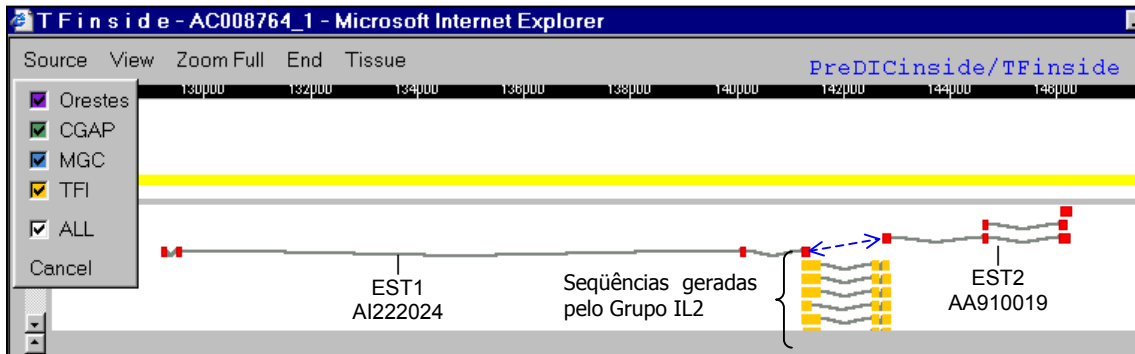 T F i n s i d e - AC008764_1 - Microsoft Internet Explorer
Source View Zoom Full End Tissue
PreDICinside/TFinside
130000 132000 134000 136000 138000 140000 142000 144000 146000
Orestes
CGAP
MGC
TFI
ALL
Cancel
EST1
AI222024
Seqüências geradas
pelo Grupo IL2
EST2
AA910019